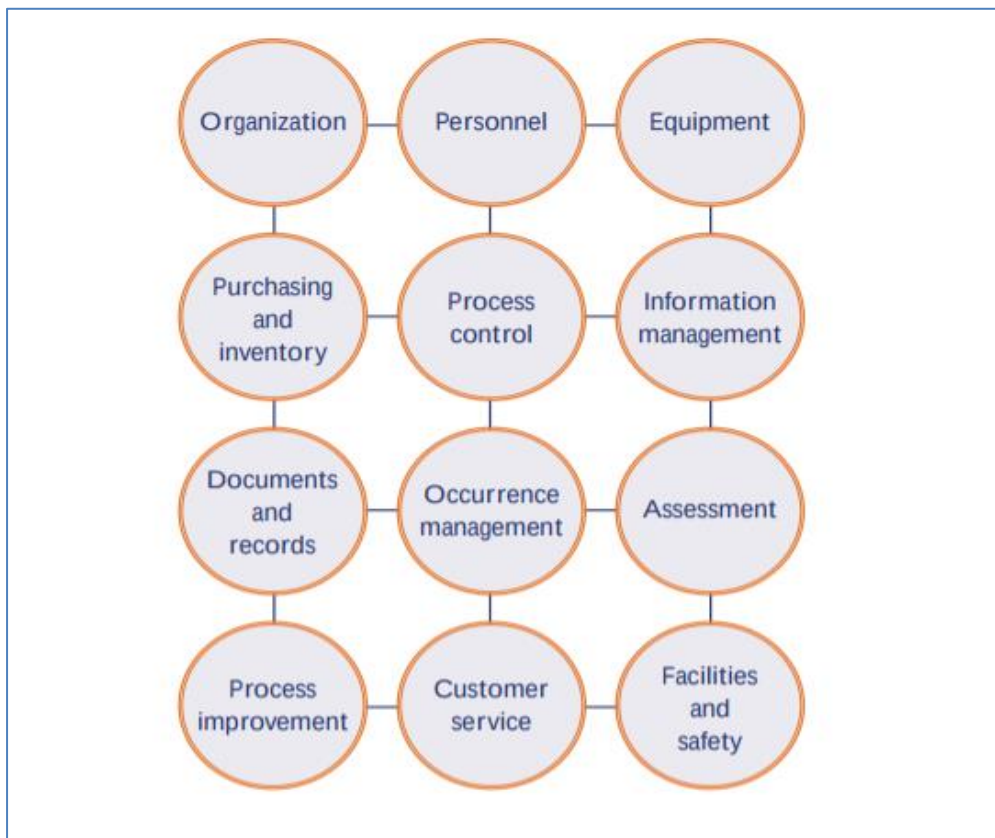 Organization
Personnel
Equipment
Purchasing
and
inventory
Process
control
Information
management
Documents
and
records
Occurrence
management
Assessment
Process
improvement
Customer
service
Facilities
and
safety